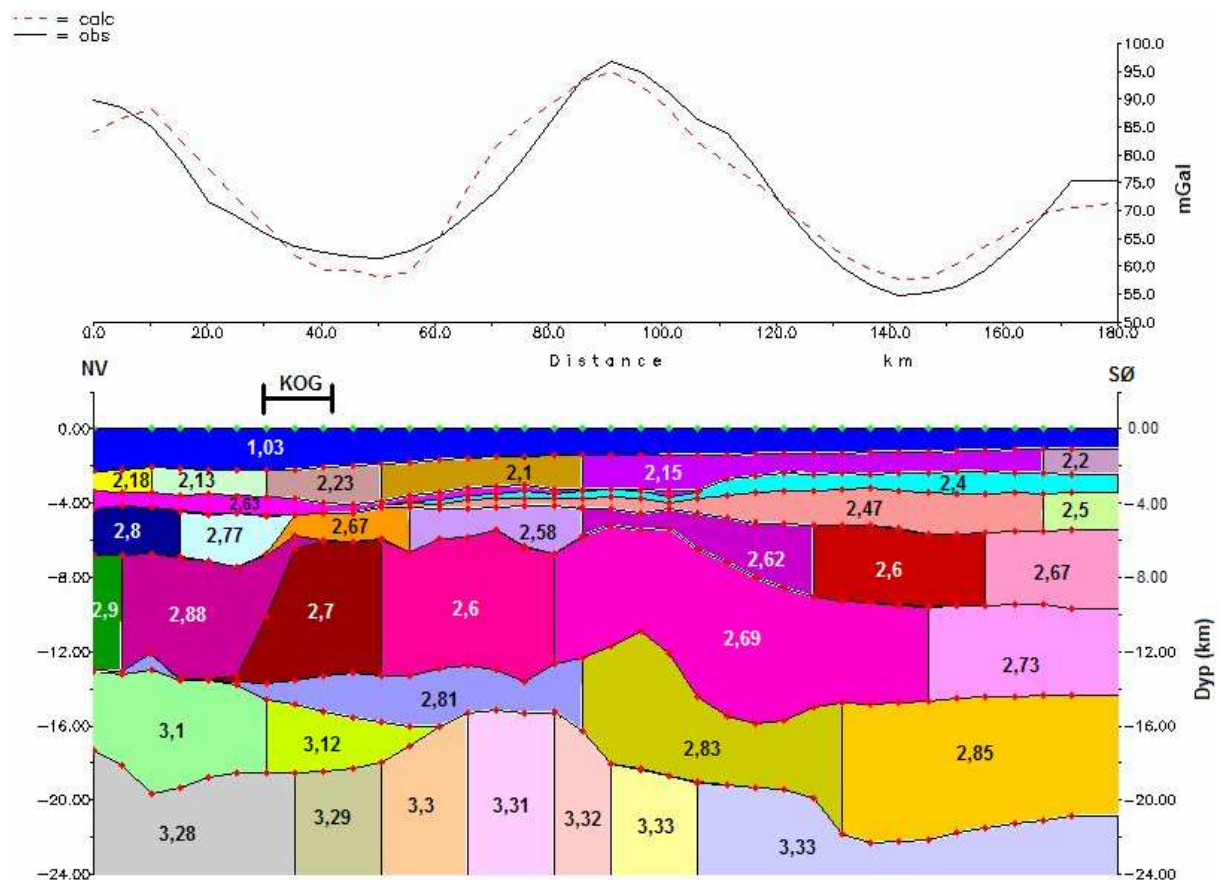 = calc
= obs
100.0
95.0
90.0
85.0
80.0
75.0
70.0
65.0
60.0
55.0
50.0
mGal
0.0 20.0 40.0 60.0 80.0 100.0 120.0 140.0 160.0 180.0
Distance km
NV SØ
KOG
0.00 0.00
1,03
2,18 2,13 2,23 2,1 2,15 2,2
2,4
-4.00 2,63 2,47 2,5 -4.00
2,8 2,77 2,67 2,58
2,62 2,6 2,67
-8.00 -8.00
2,9 2,88 2,7 2,6
2,69
-12.00 2,73 -12.00
2,81
Dyp (km)
-16.00 -16.00
3,1 3,12 2,83 2,85
-20.00 -20.00
3,28 3,29 3,3 3,31 3,32 3,33 3,33
-24.00 -24.00